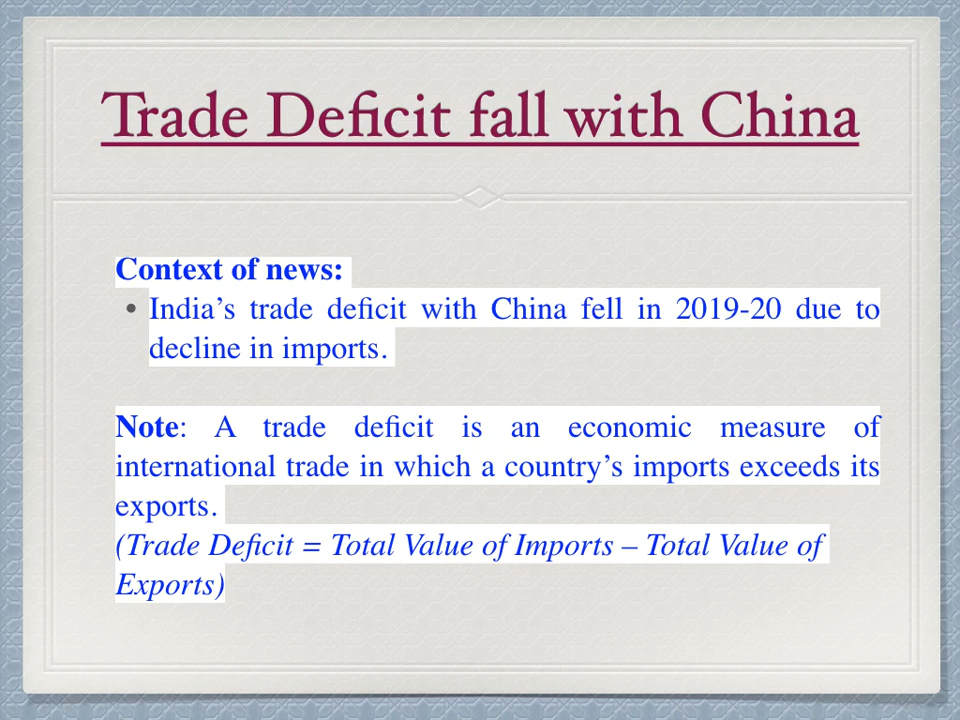 Trade Deficit fall with China
Context of news:
• India’s trade deficit with China fell in 2019-20 due to
decline in imports.
Note: A trade deficit is an economic measure of
international trade in which a country’s imports exceeds its
exports.
(Trade Deficit = Total Value of Imports – Total Value of
Exports)